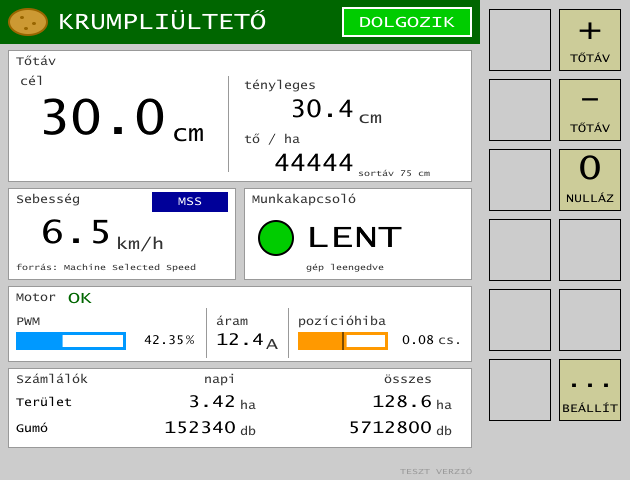 KRUMPLIÜLTETŐ
DOLGOZIK
Tőtáv
cél
30.0 cm
tényleges
30.4 cm
tő / ha
44444 sortáv 75 cm
Sebesség
MSS
6.5 km/h
forrás: Machine Selected Speed
Munkakapcsoló
LENT
gép leengedve
Motor OK
PWM
42.35%
áram
12.4 A
pozícióhiba
0.08 cs.
Számlálók napi összes
Terület 3.42 ha 128.6 ha
Gumó 152340 db 5712800 db
TESZT VERZIÓ
+
TŐTÁV
−
TŐTÁV
0
NULLÁZ
...
BEÁLLÍT